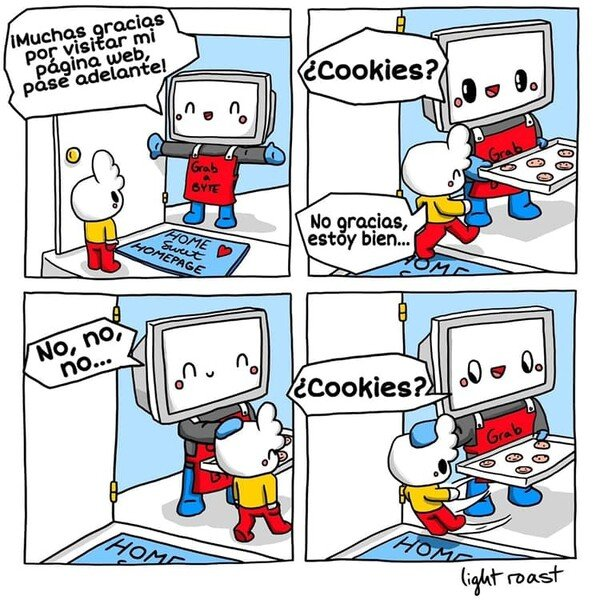 ¡Muchas gracias
por visitar mi
página web,
pase adelante!
Grab
a
BYTE
HOME
Sweet
HOMEPAGE
¿Cookies?
Grab
No gracias,
estoy bien...
HOME
No, no,
no...
HOME
¿Cookies?
Grab
HOME
light roast